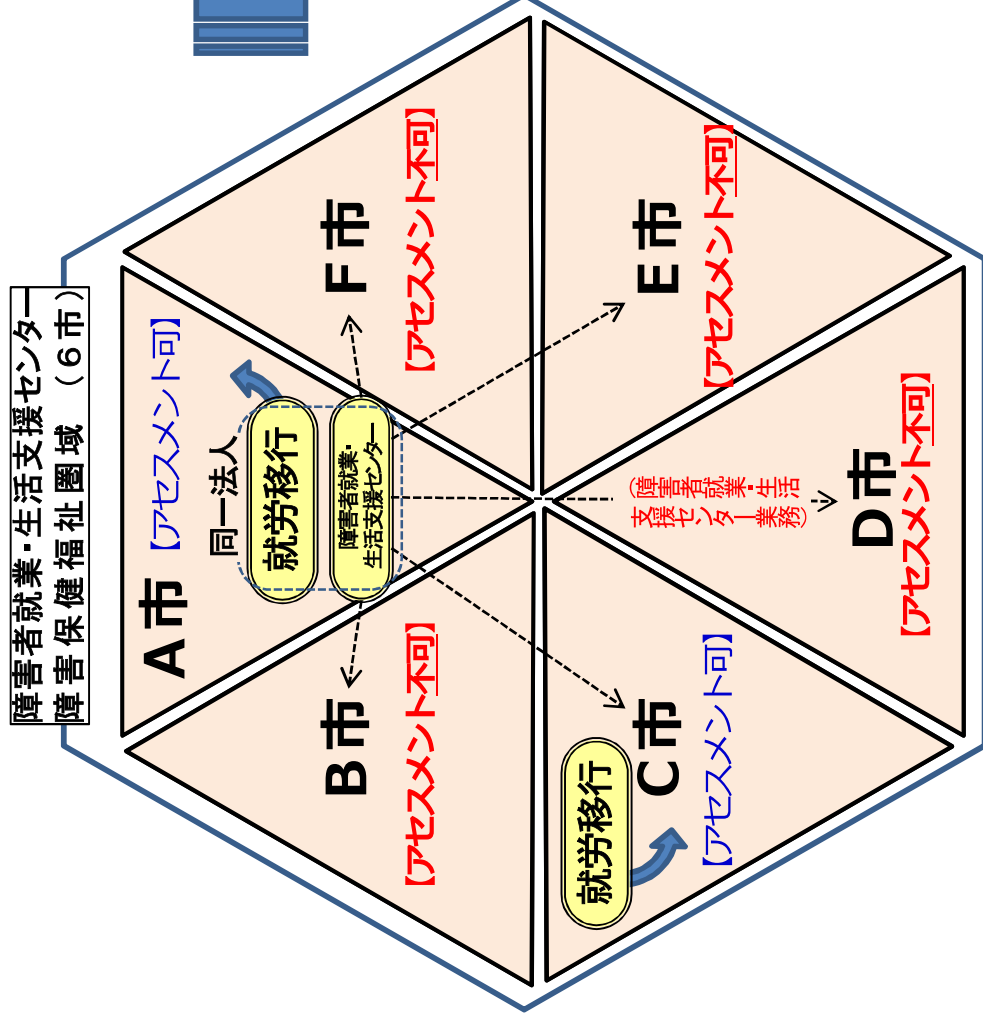 障害者就業・生活支援センター
障害保健福祉圏域（６市）
A市
【アセスメント可】
同一法人
就労移行
障害者就業・
生活支援センター
B市
【アセスメント不可】
F市
【アセスメント不可】
就労移行
C市
【アセスメント可】
（障害者就業・生活
支援センター業務）
E市
【アセスメント不可】
D市
【アセスメント不可】